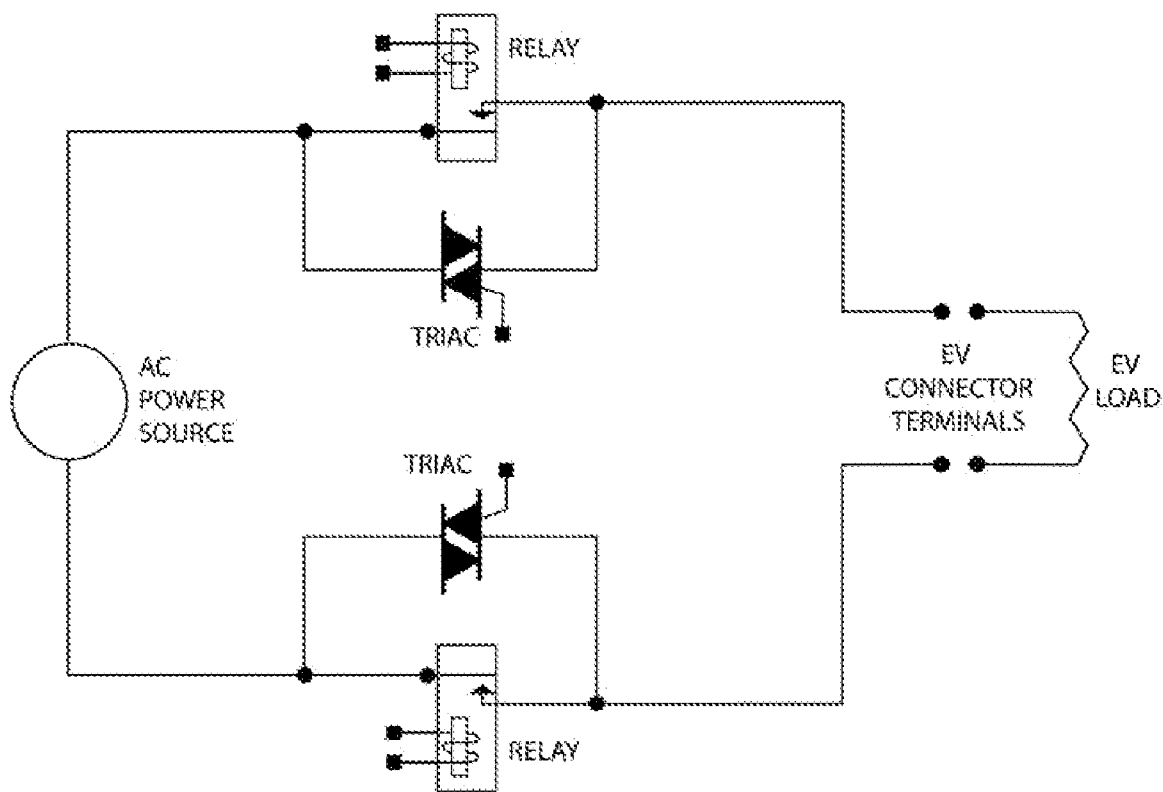 RELAY
TRIAC
AC
POWER
SOURCE
EV
CONNECTOR
TERMINALS
EV
LOAD
TRIAC
RELAY